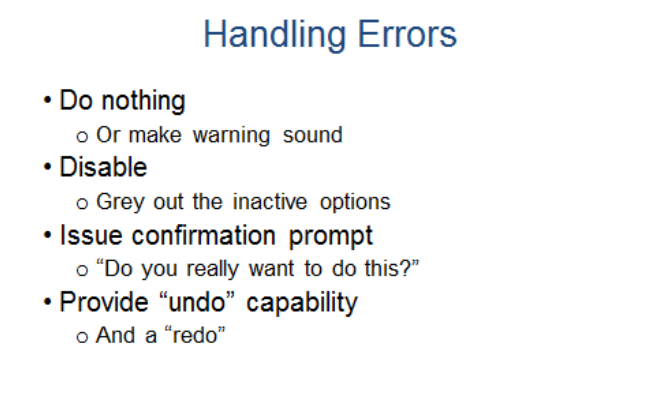 Handling Errors
• Do nothing
o Or make warning sound
• Disable
o Grey out the inactive options
• Issue confirmation prompt
o “Do you really want to do this?”
• Provide “undo” capability
o And a “redo”